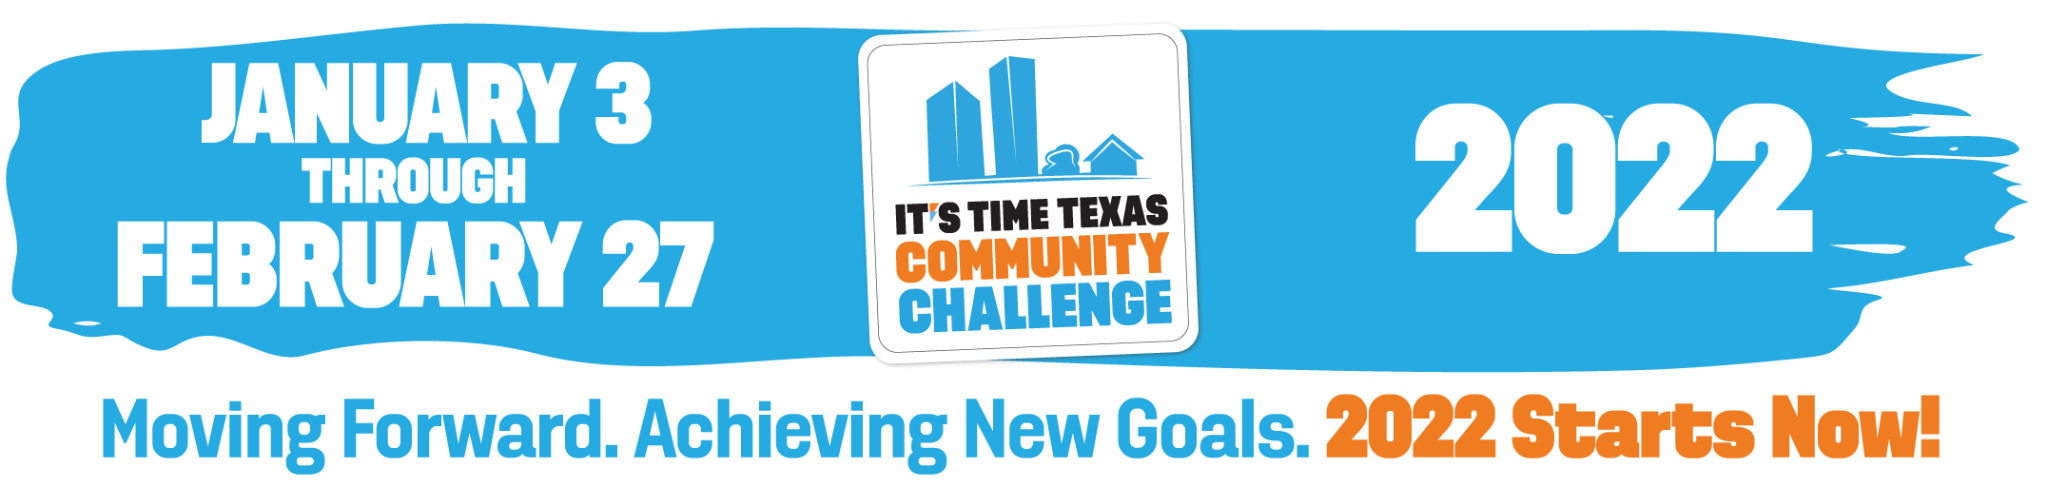 JANUARY 3
THROUGH
FEBRUARY 27
IT'S TIME TEXAS
COMMUNITY
CHALLENGE
2022
Moving Forward. Achieving New Goals. 2022 Starts Now!